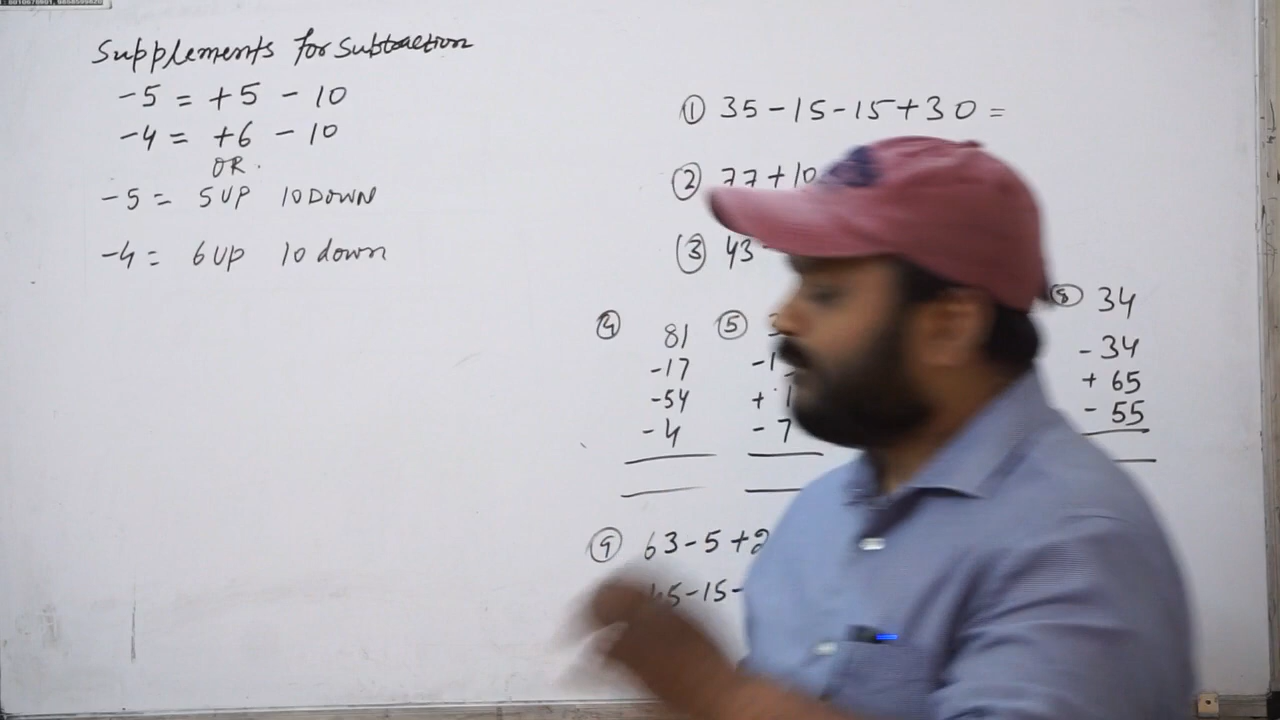 Supplements for Subtraction
-5 = +5 - 10
-4 = +6 - 10
OR.
-5 = 5 UP 10 DOWN
-4 = 6 UP 10 down
① 35 - 15 - 15 + 30 =
② 77 + 10
③ 43
④ 81
-17
-54
-4
⑤
-1
+ 1
- 7
⑧ 34
- 34
+ 65
- 55
⑨ 63 - 5 + 2
-15-